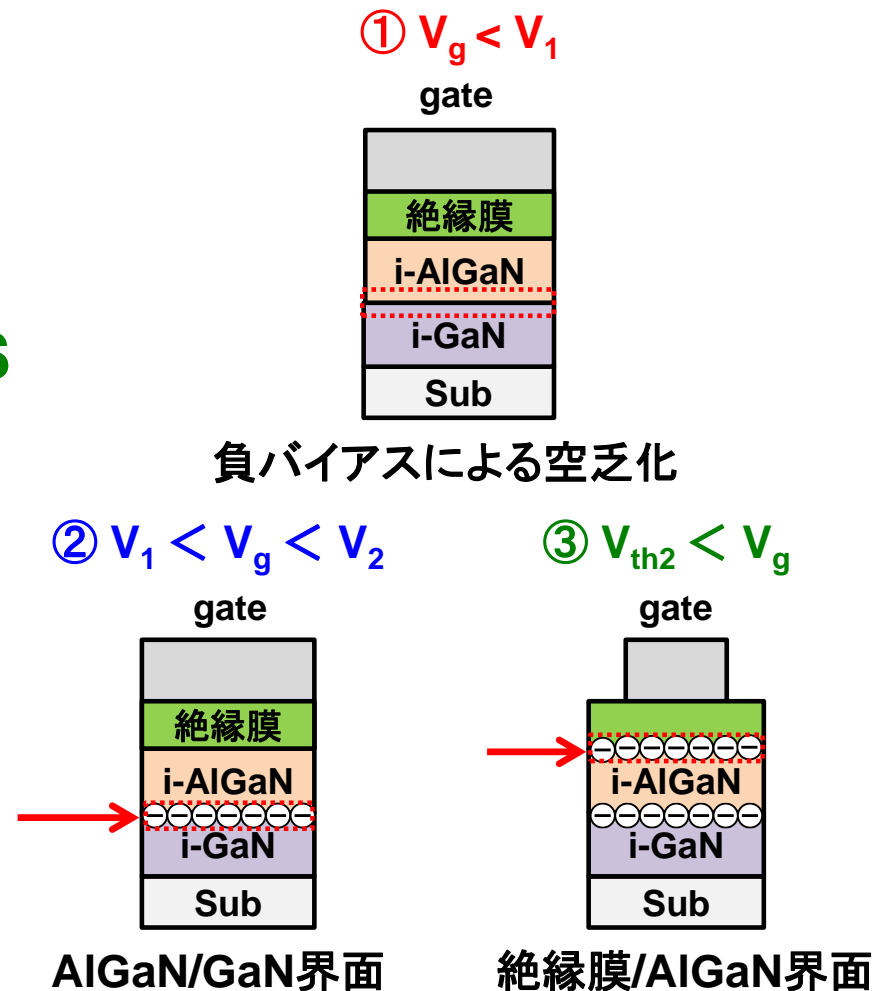 ① Vg < V1
gate
絶縁膜
i-AlGaN
i-GaN
Sub
S
負バイアスによる空乏化
② V1 < Vg < V2
gate
絶縁膜
i-AlGaN
−−−−−−−
i-GaN
Sub
AlGaN/GaN界面
③ Vth2 < Vg
gate
−−−−−−−
i-AlGaN
−−−−−−−
i-GaN
Sub
絶縁膜/AlGaN界面